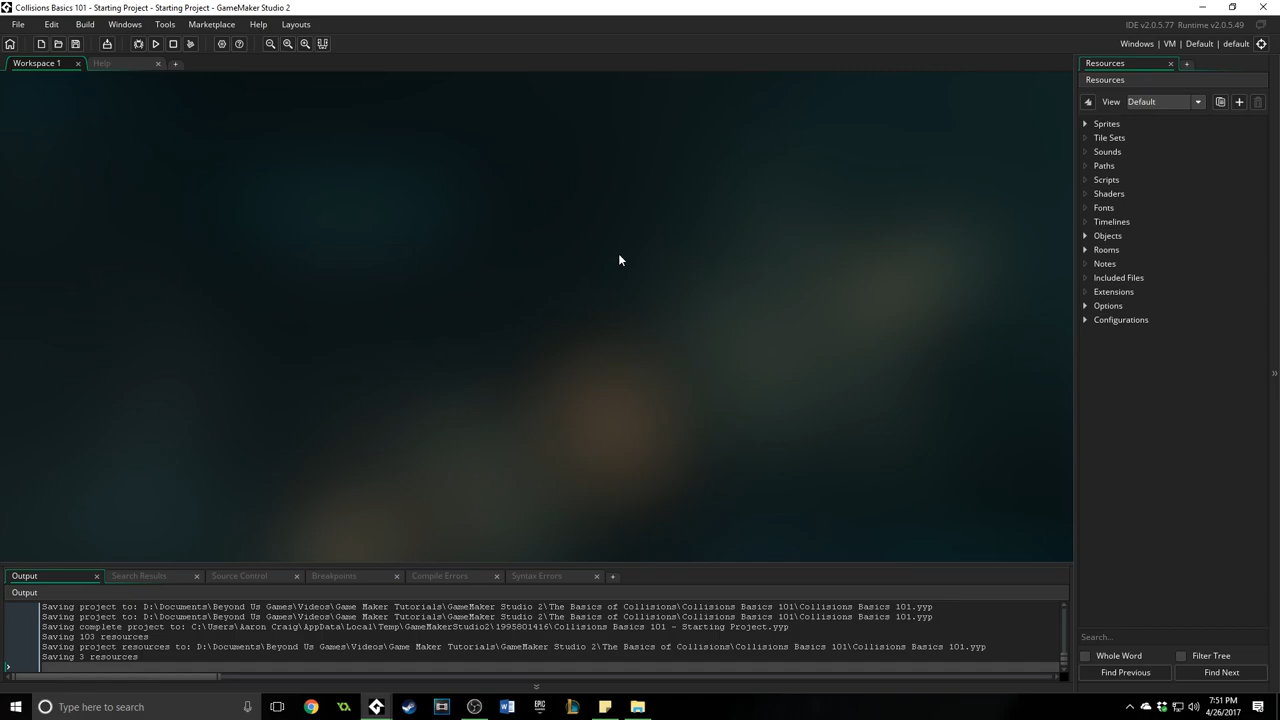 Collisions Basics 101 - Starting Project - Starting Project - GameMaker Studio 2
File Edit Build Windows Tools Marketplace Help Layouts
IDE v2.0.5.77 Runtime v2.0.5.49
Windows | VM | Default | default
Workspace 1
Help
Resources
Resources
View Default
Sprites
Tile Sets
Sounds
Paths
Scripts
Shaders
Fonts
Timelines
Objects
Rooms
Notes
Included Files
Extensions
Options
Configurations
Search...
Whole Word Filter Tree
Find Previous Find Next
Output Search Results Source Control Breakpoints Compile Errors Syntax Errors
Output
Saving project to: D:\Documents\Beyond Us Games\Videos\Game Maker Tutorials\GameMaker Studio 2\The Basics of Collisions\Collisions Basics 101\Collisions Basics 101.yyp
Saving project to: D:\Documents\Beyond Us Games\Videos\Game Maker Tutorials\GameMaker Studio 2\The Basics of Collisions\Collisions Basics 101\Collisions Basics 101.yyp
Saving complete project to: C:\Users\Aaron Craig\AppData\Local\Temp\GameMakerStudio2\1995801416\Collisions Basics 101 - Starting Project.yyp
Saving 103 resources
Saving project resources to: D:\Documents\Beyond Us Games\Videos\Game Maker Tutorials\GameMaker Studio 2\The Basics of Collisions\Collisions Basics 101\Collisions Basics 101.yyp
Saving 3 resources
Type here to search
7:51 PM
4/26/2017